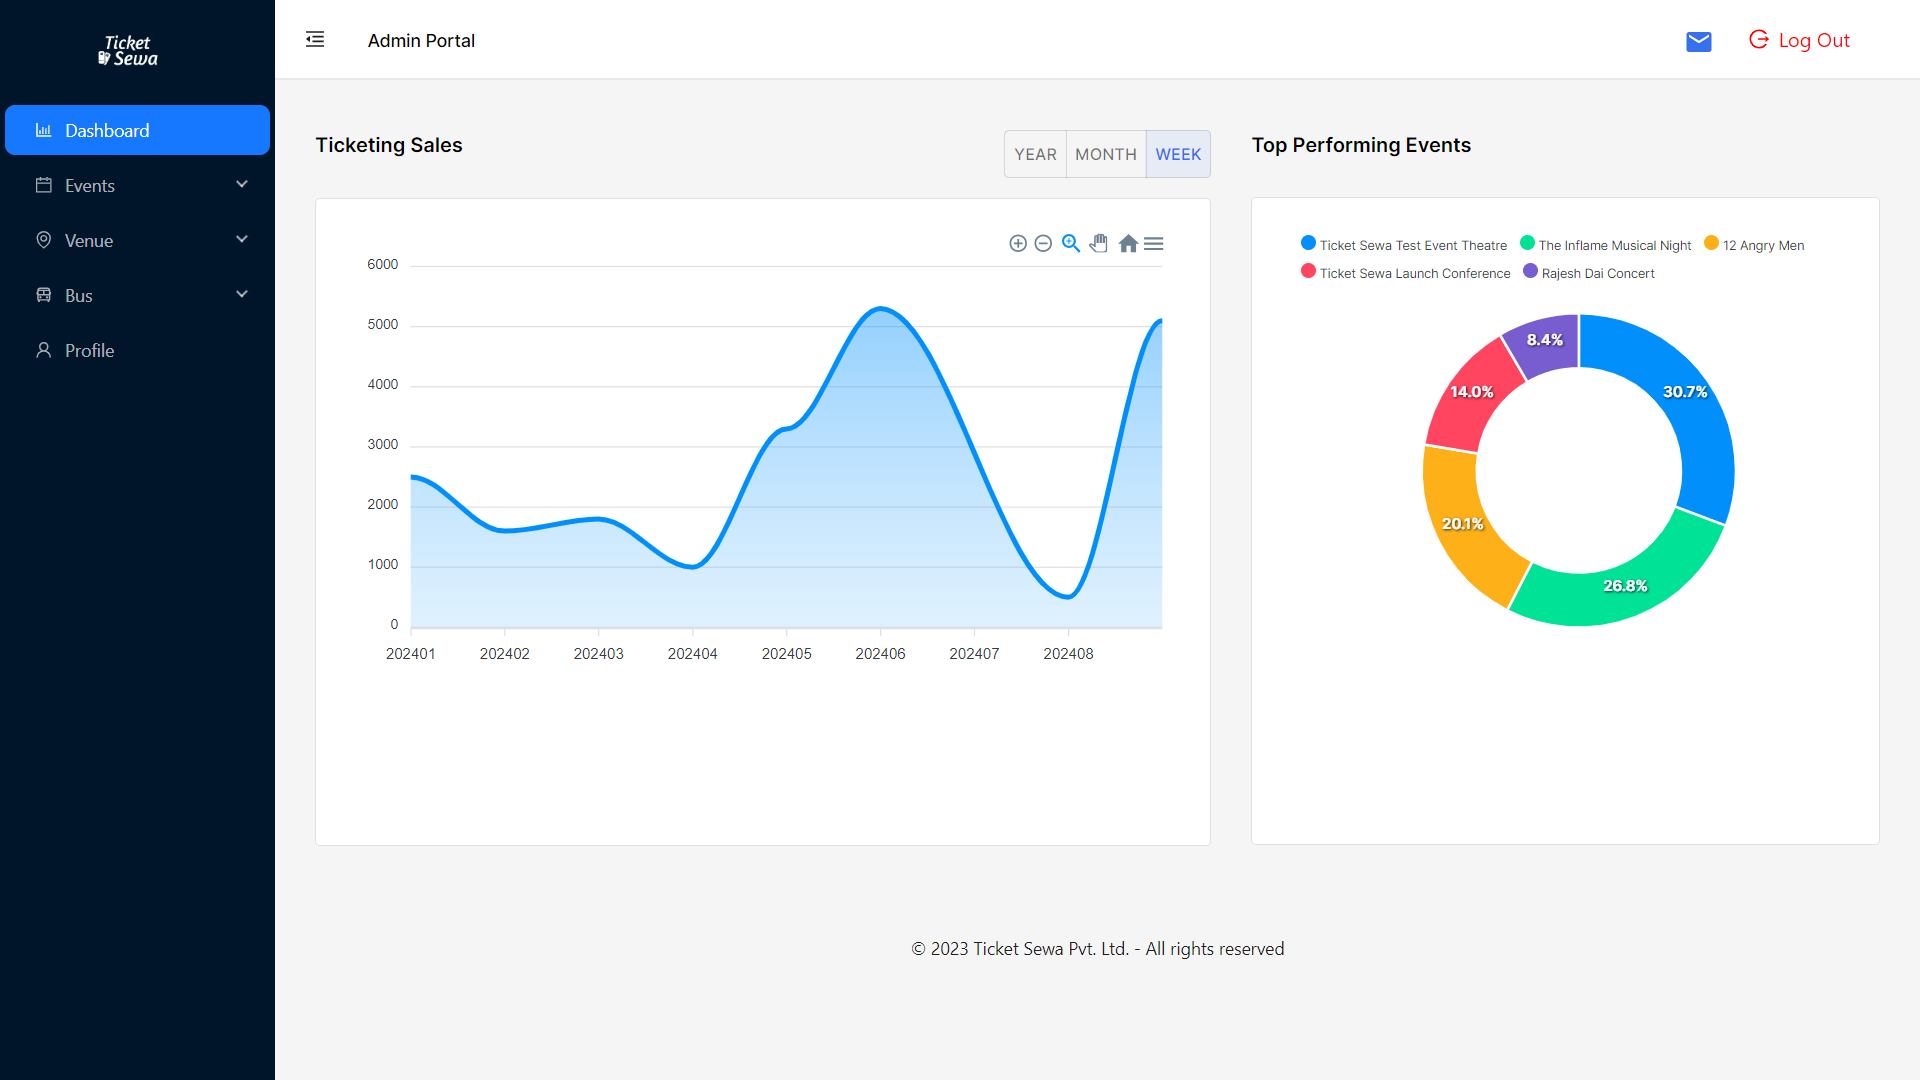 Ticket
Sewa
Dashboard
Events
Venue
Bus
Profile
Admin Portal
Log Out
Ticketing Sales
YEAR MONTH WEEK
6000
5000
4000
3000
2000
1000
0
202401 202402 202403 202404 202405 202406 202407 202408
Top Performing Events
Ticket Sewa Test Event Theatre The Inflame Musical Night 12 Angry Men
Ticket Sewa Launch Conference Rajesh Dai Concert
8.4%
14.0% 30.7%
20.1%
26.8%
© 2023 Ticket Sewa Pvt. Ltd. - All rights reserved